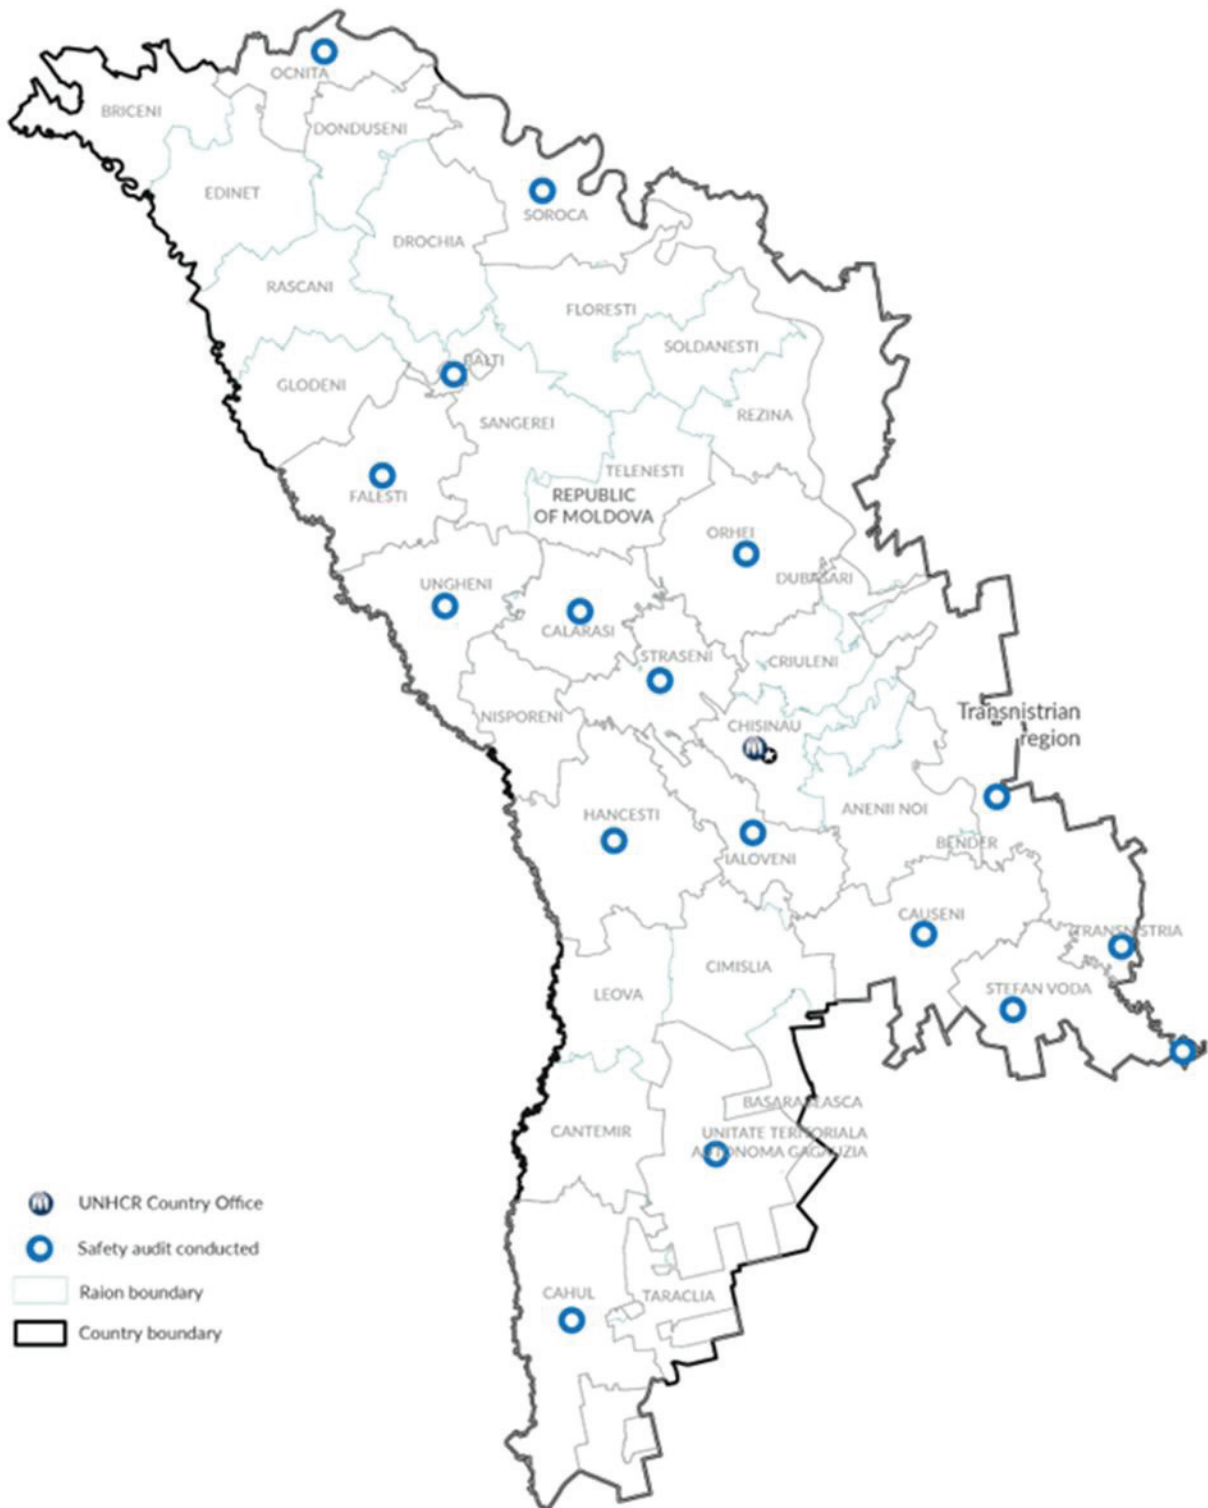 OCNITA
BRICENI
DONDUSENI
EDINET
SOROCA
DROCHIA
RASCANI
FLORESTI
SOLDANESTI
BALTI
GLODENI
REZINA
SANGEREI
TELENESTI
FALESTI
REPUBLIC
OF MOLDOVA
ORHEI
DUBASARI
UNGHENI
CALARASI
STRASENI
CRIULENI
NISPORENI
CHISINAU
Transnistrian
region
ANENII NOI
HANCESTI
BENDER
IALOVENI
CAUSENI
TRANSNISTRIA
CIMISLIA
STEFAN VODA
LEOVA
BASARABEASCA
CANTEMIR
UNITATE TERITORIALA
AUTONOMA GAGAUZIA
UNHCR Country Office
Safety audit conducted
Raion boundary
Country boundary
CAHUL
TARACLIA